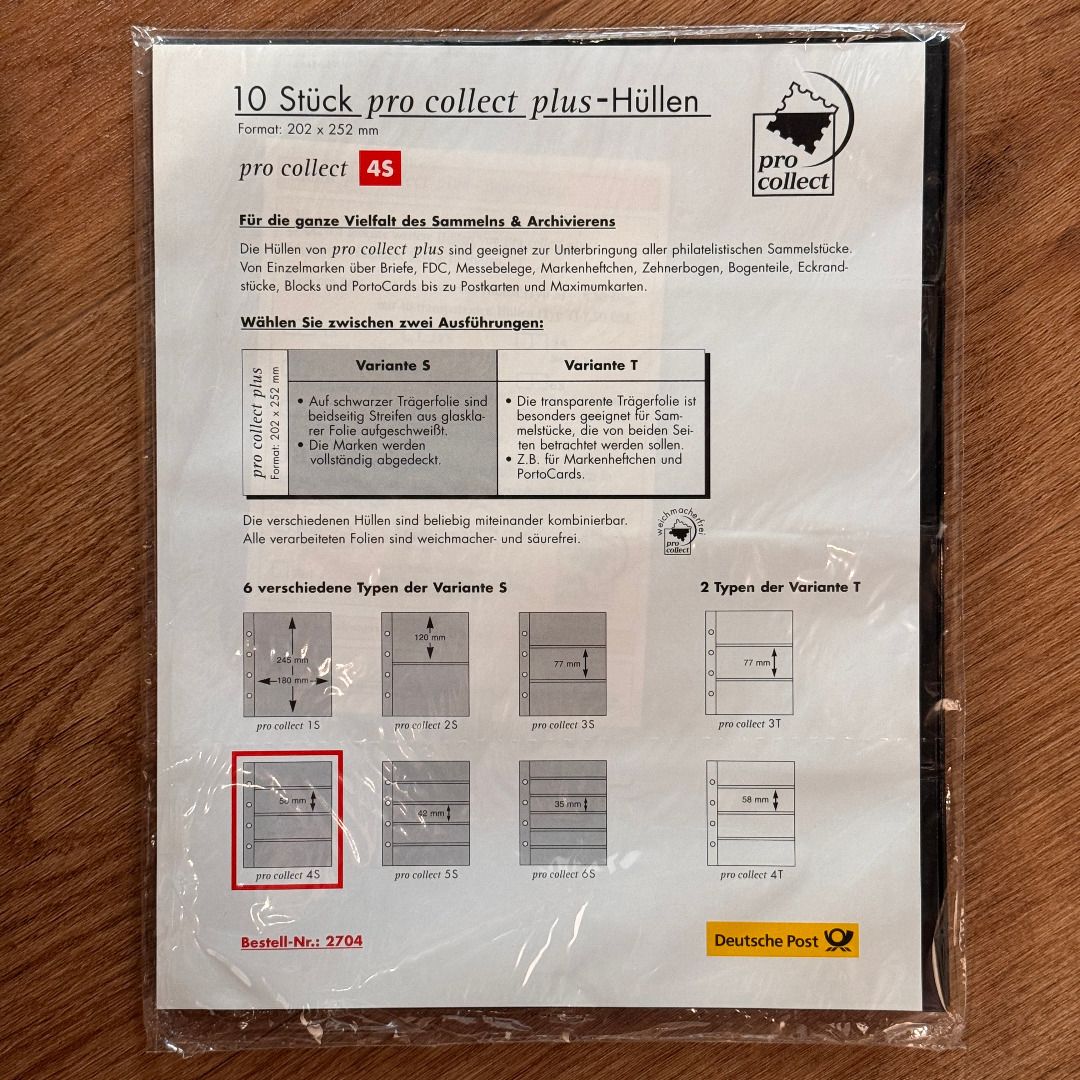 10 Stück pro collect plus-Hüllen
Format: 202 x 252 mm
pro collect 4S
pro
collect
Für die ganze Vielfalt des Sammelns & Archivierens
Die Hüllen von pro collect plus sind geeignet zur Unterbringung aller philatelistischen Sammelstücke.
Von Einzelmarken über Briefe, FDC, Messebelege, Markenheftchen, Zehnerbogen, Bogenteile, Eckrand-
stücke, Blocks und PortoCards bis zu Postkarten und Maximumkarten.
Wählen Sie zwischen zwei Ausführungen:
pro collect plus
Format: 202 x 252 mm
Variante S
• Auf schwarzer Trägerfolie sind
beidseitig Streifen aus glaskla-
rer Folie aufgeschweißt.
• Die Marken werden
vollständig abgedeckt.
Variante T
• Die transparente Trägerfolie ist
besonders geeignet für Sam-
melstücke, die von beiden Sei-
ten betrachtet werden sollen.
• Z.B. für Markenheftchen und
PortoCards.
Die verschiedenen Hüllen sind beliebig miteinander kombinierbar.
Alle verarbeiteten Folien sind weichmacher- und säurefrei.
weichmacherfrei
pro
collect
6 verschiedene Typen der Variante S
2 Typen der Variante T
245 mm
180 mm
pro collect 1S
120 mm
pro collect 2S
77 mm
pro collect 3S
77 mm
pro collect 3T
mm
pro collect 4S
42 mm
pro collect 5S
35 mm
pro collect 6S
58 mm
pro collect 4T
Bestell-Nr.: 2704
Deutsche Post